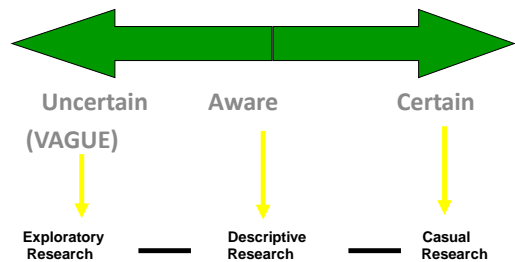 Uncertain Aware Certain
(VAGUE)
Exploratory Descriptive Casual
Research Research Research